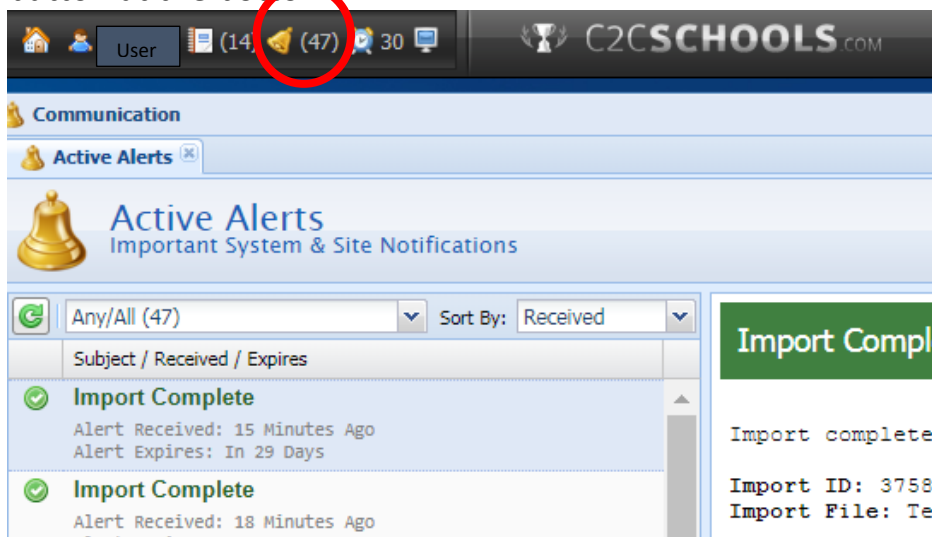 User (14) (47) 30 C2CSCHOOLS.COM
Communication
Active Alerts
Active Alerts
Important System & Site Notifications
Any/All (47) Sort By: Received
Subject / Received / Expires
Import Complete
Alert Received: 15 Minutes Ago
Alert Expires: In 29 Days
Import Complete
Alert Received: 18 Minutes Ago
Import Compl
Import complete
Import ID: 3758
Import File: Te